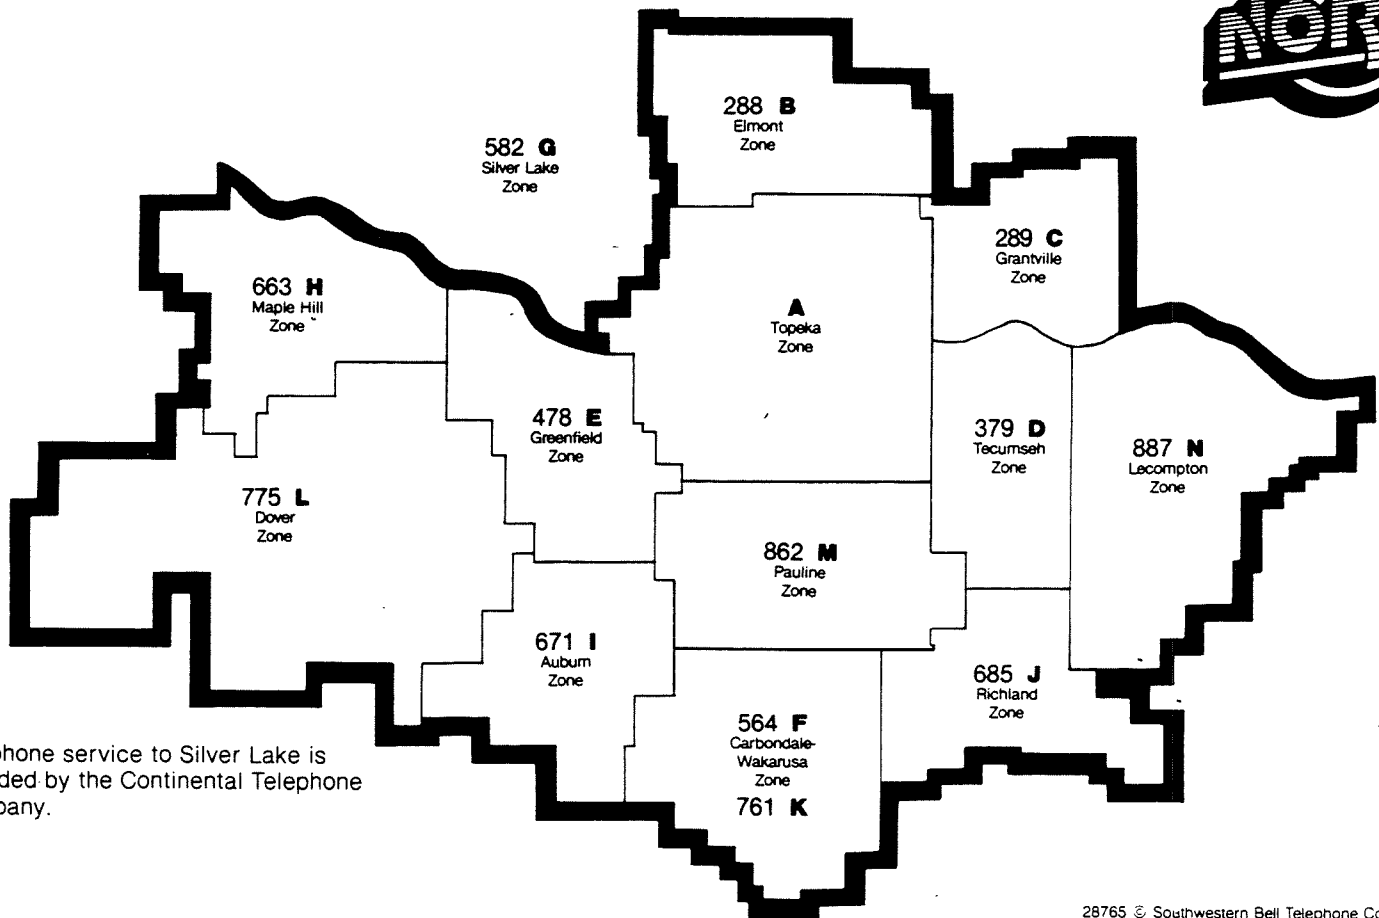 NOR
288 B
Elmont
Zone
582 G
Silver Lake
Zone
289 C
Grantville
Zone
663 H
Maple Hill
Zone
A
Topeka
Zone
478 E
Greenfield
Zone
379 D
Tecumseh
Zone
887 N
Lecompton
Zone
775 L
Dover
Zone
862 M
Pauline
Zone
671 I
Auburn
Zone
685 J
Richland
Zone
564 F
Carbondale-
Wakarusa
Zone
761 K
phone service to Silver Lake is
ded by the Continental Telephone
pany.
28765 © Southwestern Bell Telephone Co